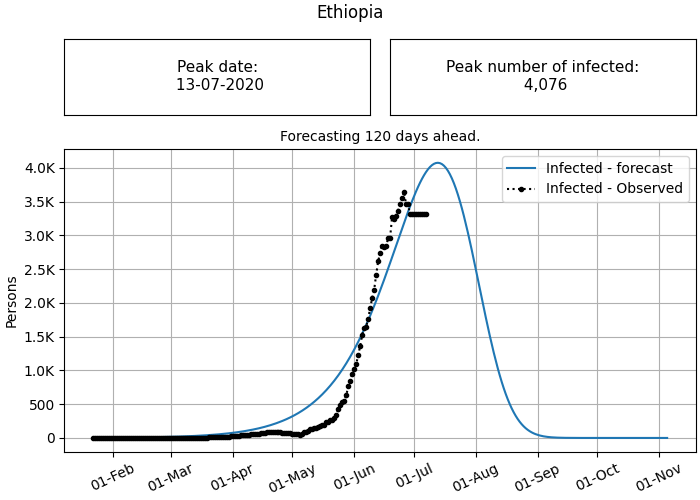 Ethiopia
Peak date:
13-07-2020
Peak number of infected:
4,076
Forecasting 120 days ahead.
Infected - forecast
Infected - Observed
4.0K
3.5K
3.0K
2.5K
2.0K
1.5K
1.0K
500
0
Persons
01-Feb
01-Mar
01-Apr
01-May
01-Jun
01-Jul
01-Aug
01-Sep
01-Oct
01-Nov